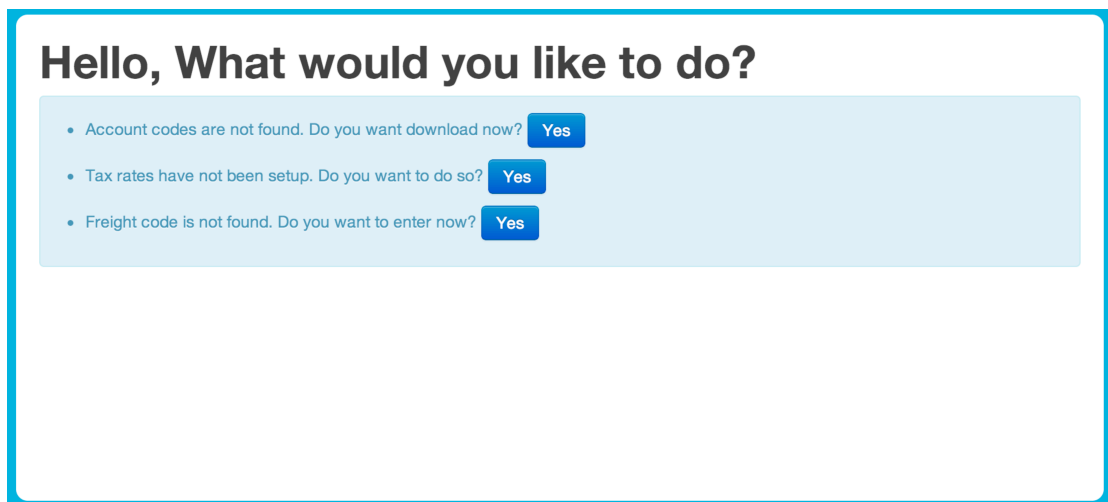 Hello, What would you like to do?
Account codes are not found. Do you want download now? Yes
Tax rates have not been setup. Do you want to do so? Yes
Freight code is not found. Do you want to enter now? Yes